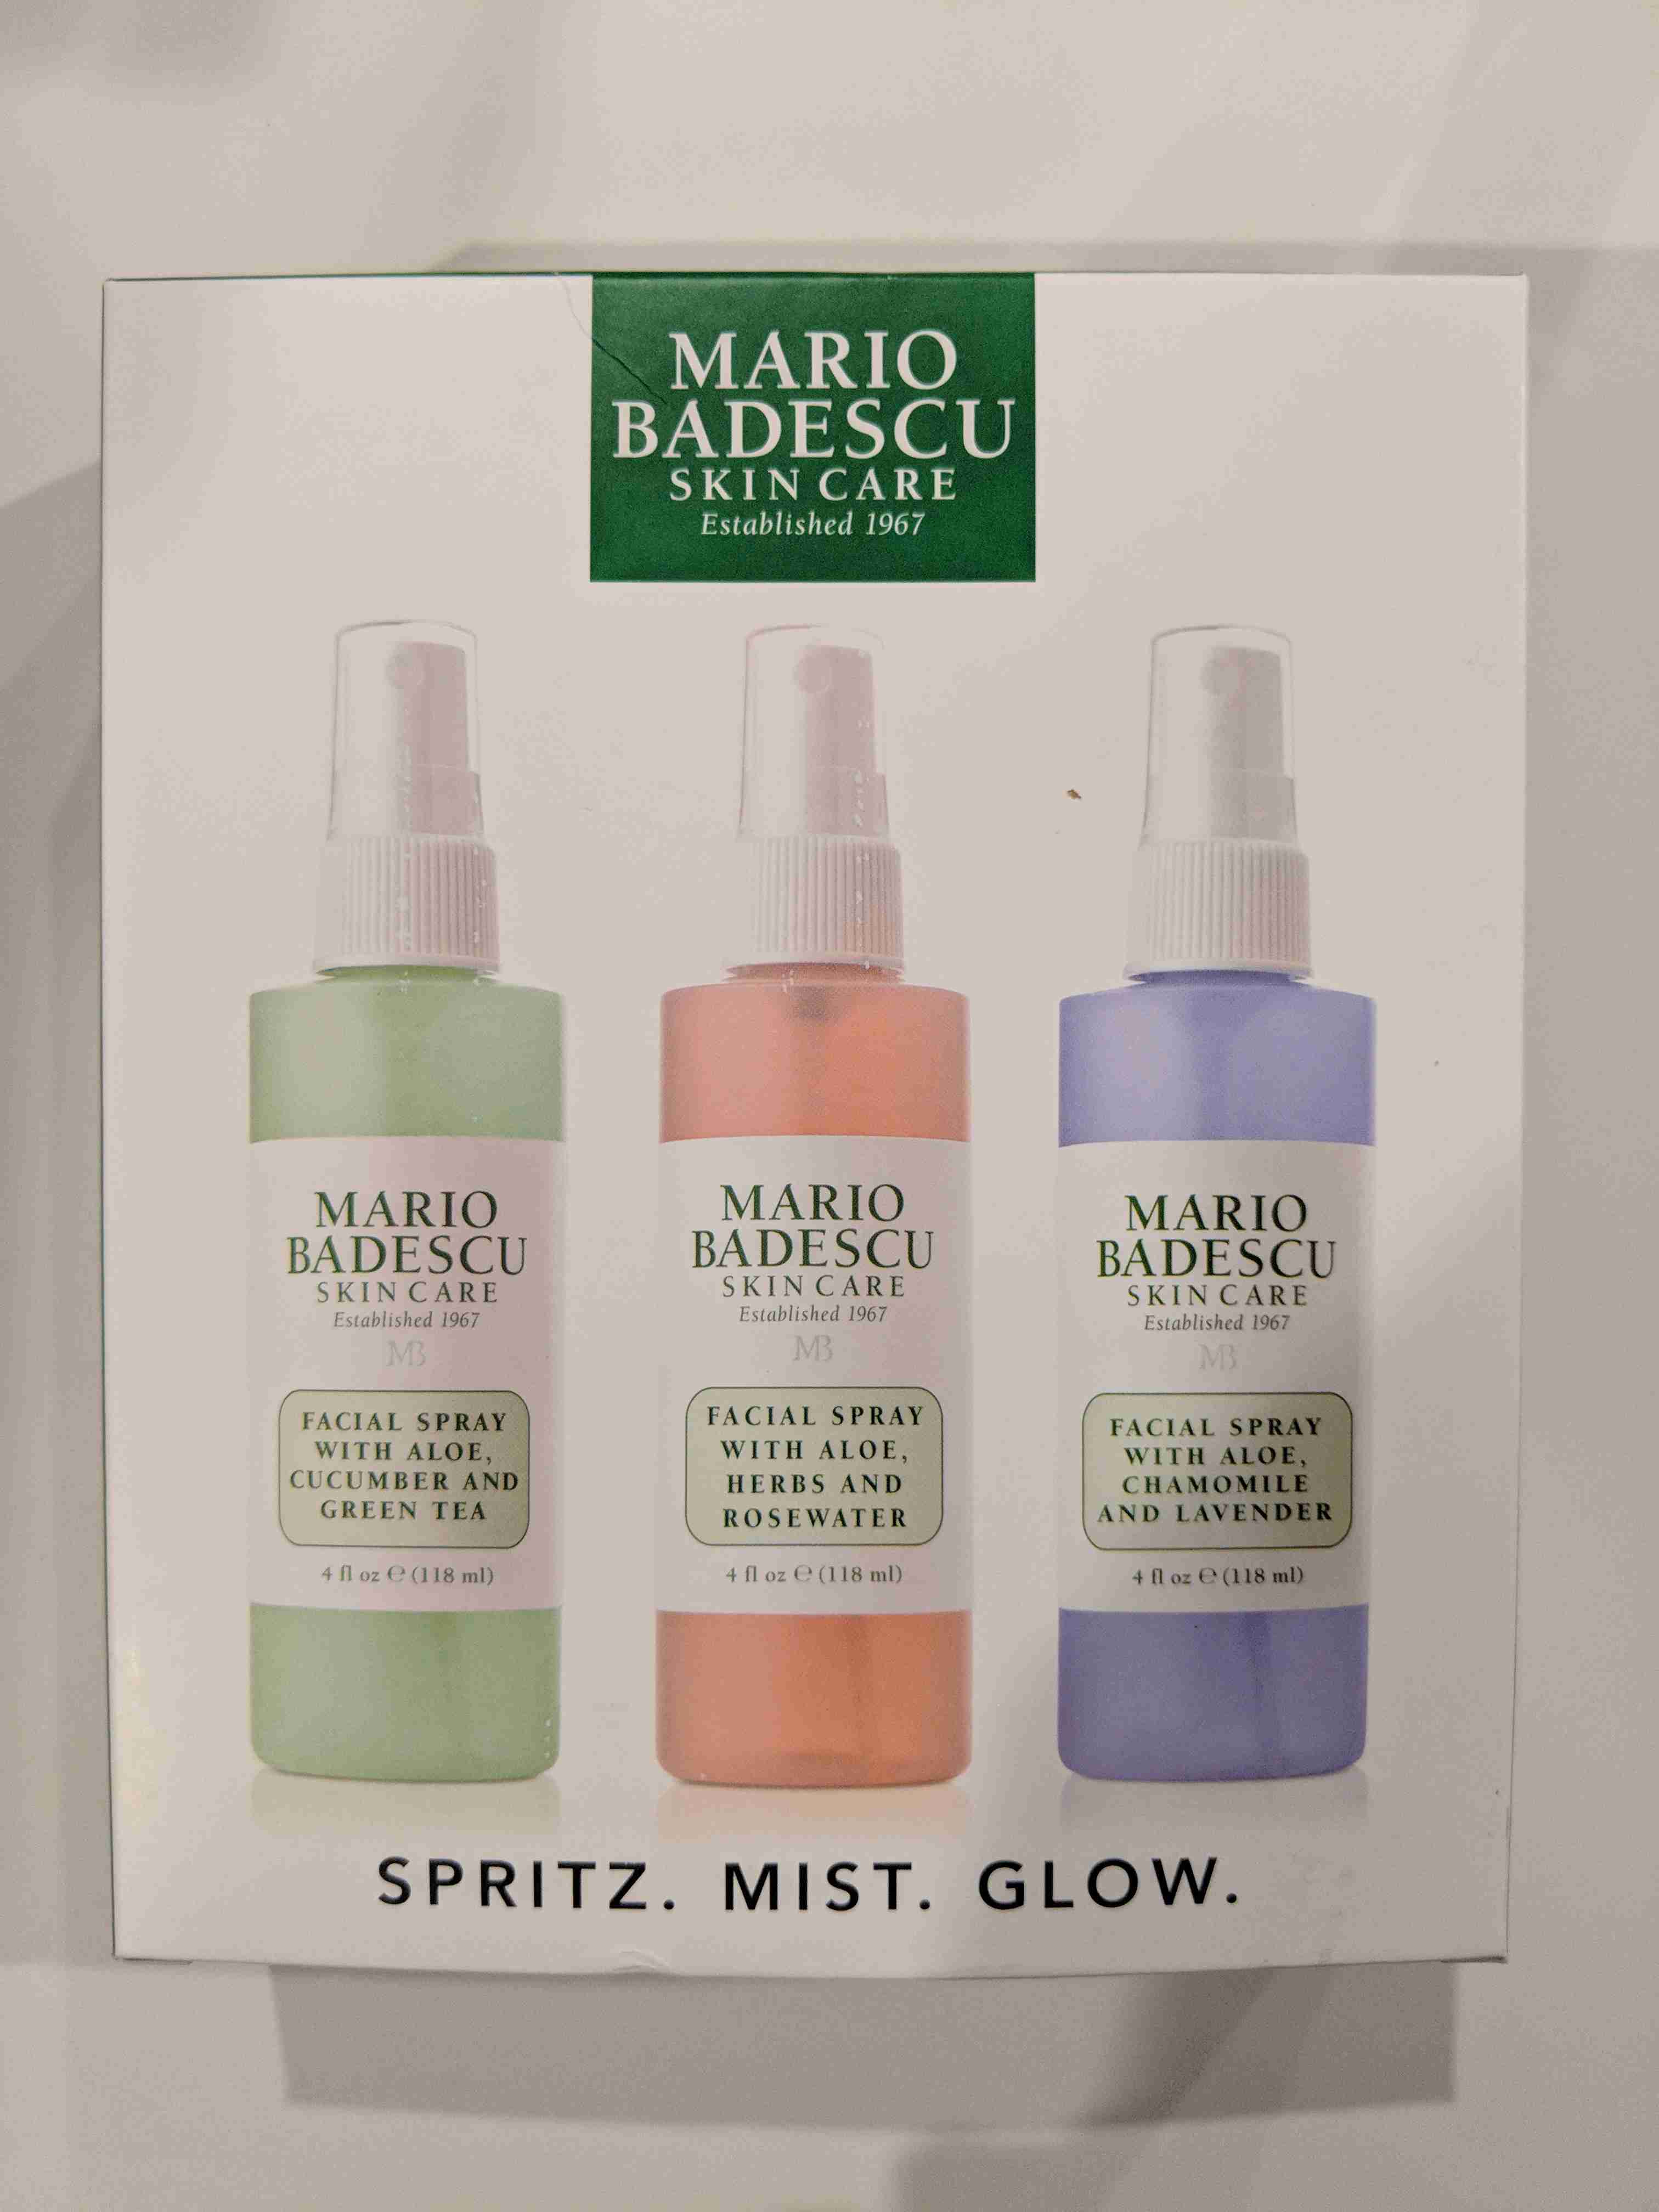 MARIO
BADESCU
SKIN CARE
Established 1967
MARIO
BADESCU
SKIN CARE
Established 1967
MB
FACIAL SPRAY
WITH ALOE,
CUCUMBER AND
GREEN TEA
4 fl oz ℮ (118 ml)
MARIO
BADESCU
SKIN CARE
Established 1967
MB
FACIAL SPRAY
WITH ALOE,
HERBS AND
ROSEWATER
4 fl oz ℮ (118 ml)
MARIO
BADESCU
SKIN CARE
Established 1967
MB
FACIAL SPRAY
WITH ALOE,
CHAMOMILE
AND LAVENDER
4 fl oz ℮ (118 ml)
SPRITZ. MIST. GLOW.